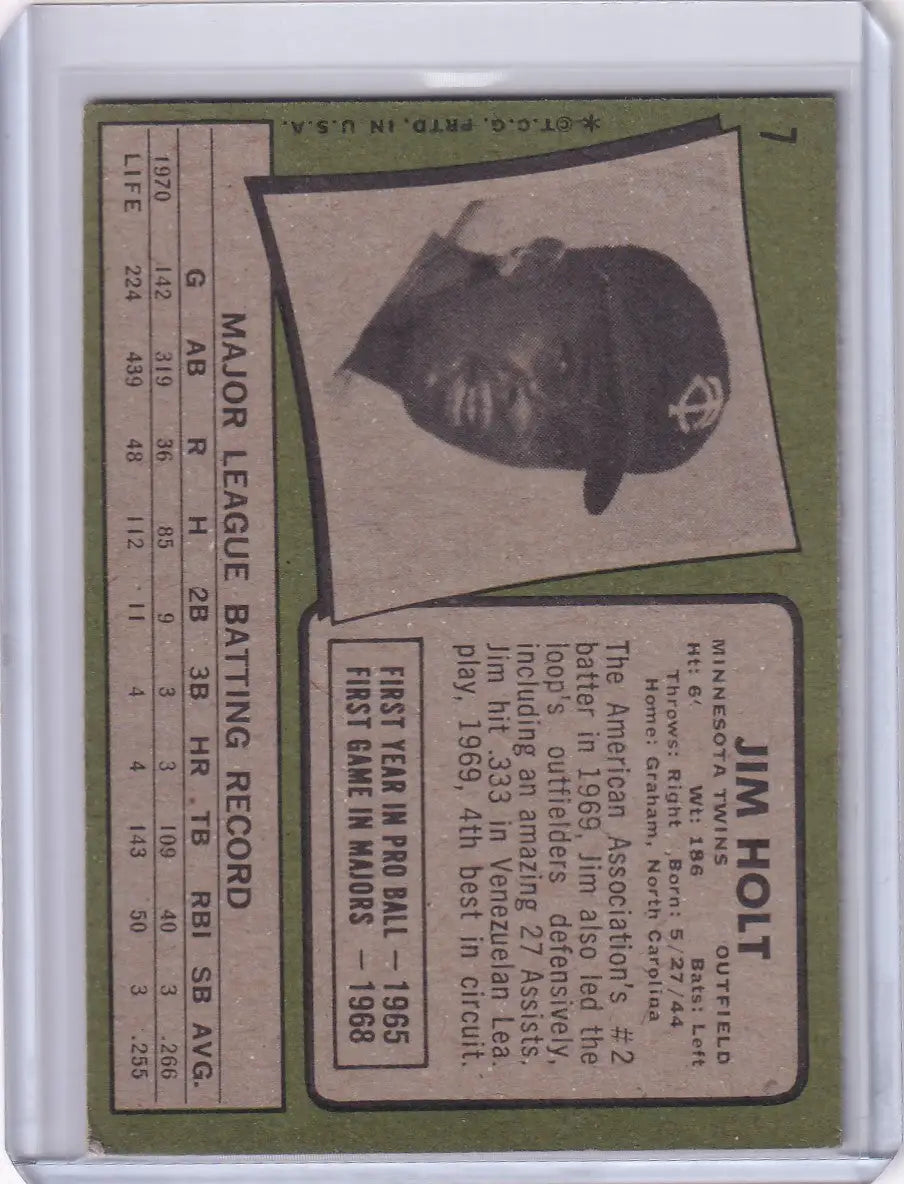 7
*©T.C.G. PRTD. IN U.S.A.
JIM HOLT
MINNESOTA TWINS OUTFIELD
Ht: 6' Wt: 186 Bats: Left
Throws: Right Born: 5/27/44
Home: Graham, North Carolina
The American Association's #2
batter in 1969, Jim also led the
loop's outfielders defensively,
including an amazing 27 Assists.
Jim hit .333 in Venezuelan Lea.
play, 1969, 4th best in circuit.
FIRST YEAR IN PRO BALL — 1965
FIRST GAME IN MAJORS — 1968
MAJOR LEAGUE BATTING RECORD
G AB R H 2B 3B HR TB RBI SB AVG.
1970 142 319 36 85 9 3 3 109 40 3 .266
LIFE 224 439 48 112 11 4 4 143 50 3 .255
TC